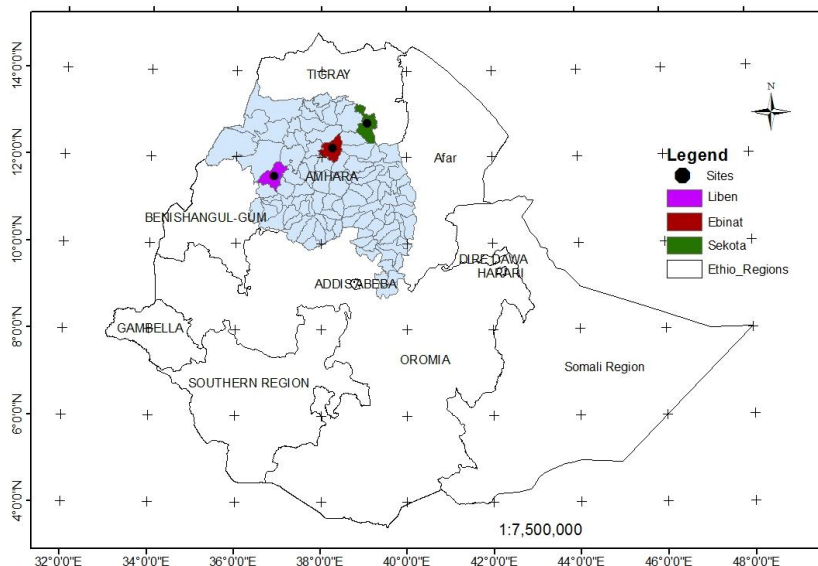 TIGRAY
AMHARA
Afar
BENISHANGUL-GUM
DIRE DAWA
HARARI
ADDIS ABEBA
GAMBELLA
SOUTHERN REGION
OROMIA
Somali Region
N
Legend
Sites
Liben
Ebinat
Sekota
Ethio_Regions
1:7,500,000
14°0'0"N
12°0'0"N
10°0'0"N
8°0'0"N
6°0'0"N
4°0'0"N
32°0'0"E
34°0'0"E
36°0'0"E
38°0'0"E
40°0'0"E
42°0'0"E
44°0'0"E
46°0'0"E
48°0'0"E